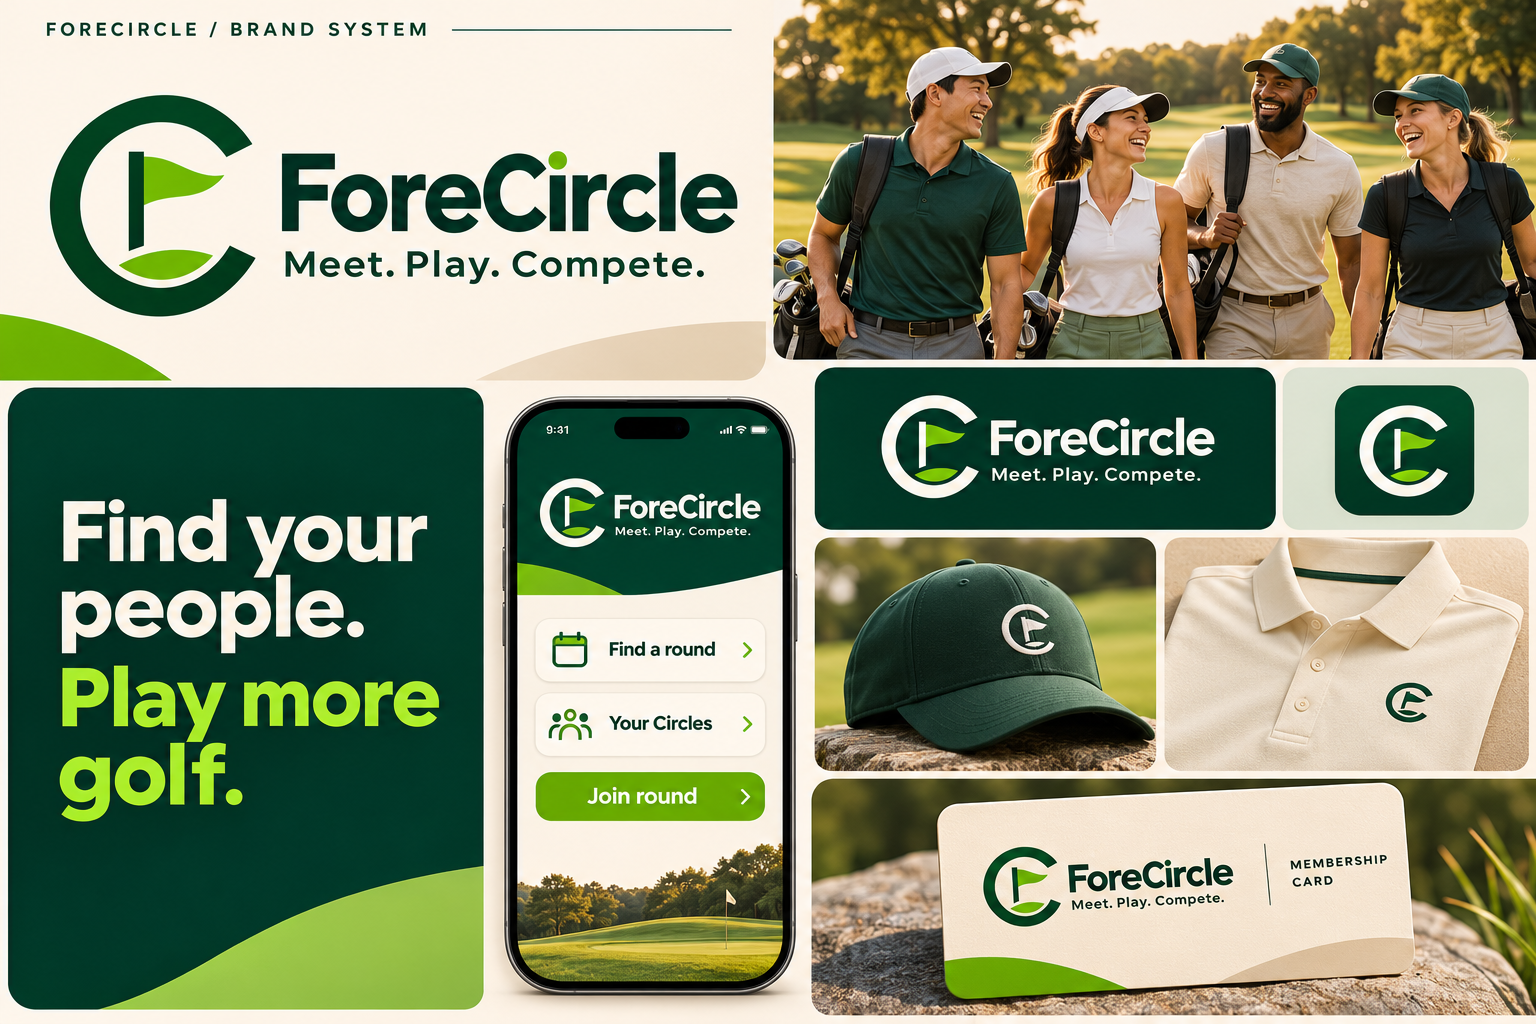 FORECIRCLE / BRAND SYSTEM
ForeCircle
Meet. Play. Compete.
Find your
people.
Play more
golf.
9:31
ForeCircle
Meet. Play. Compete.
Find a round
Your Circles
Join round
ForeCircle
Meet. Play. Compete.
ForeCircle
Meet. Play. Compete.
MEMBERSHIP
CARD